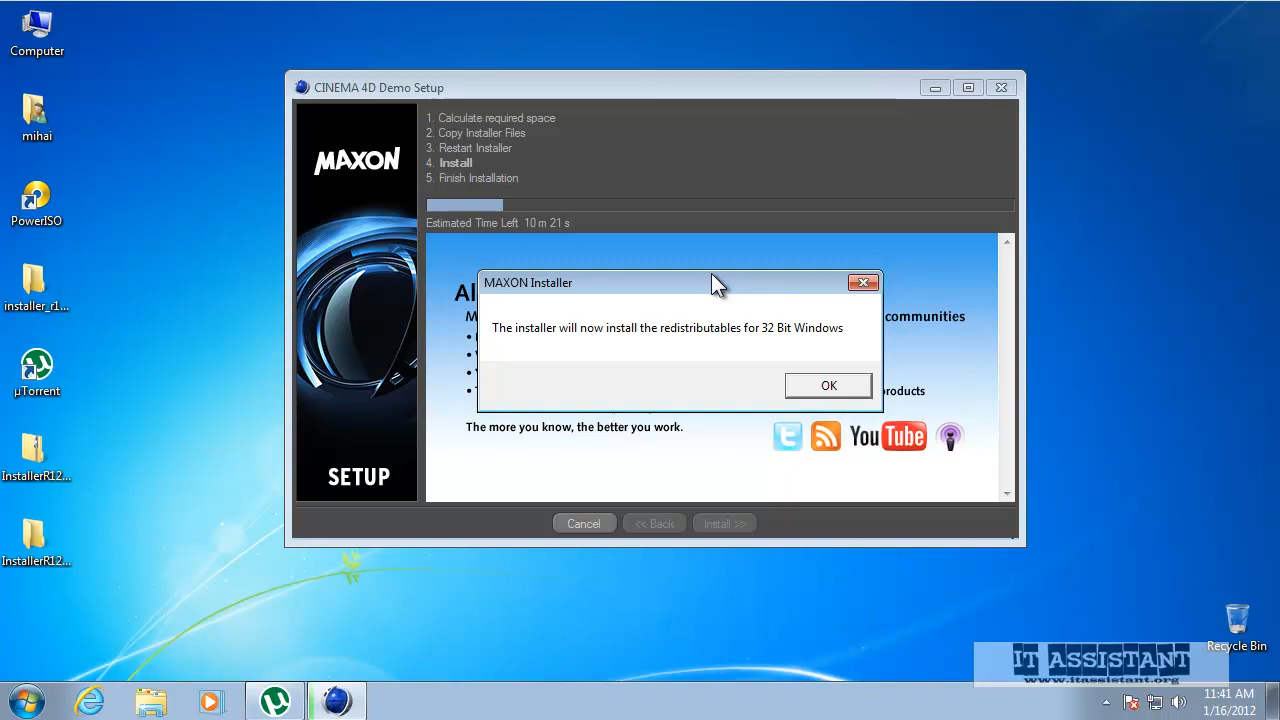 Computer
mihai
PowerISO
installer_r1...
µTorrent
InstallerR12...
InstallerR12...
CINEMA 4D Demo Setup
MAXON
SETUP
1. Calculate required space
2. Copy Installer Files
3. Restart Installer
4. Install
5. Finish Installation
Estimated Time Left 10 m 21 s
Al
M
communities
MAXON Installer
The installer will now install the redistributables for 32 Bit Windows
OK
products
The more you know, the better you work.
You Tube
Cancel
<< Back
Install >>
Recycle Bin
IT ASSISTANT
www.itassistant.org
11:41 AM
1/16/2012